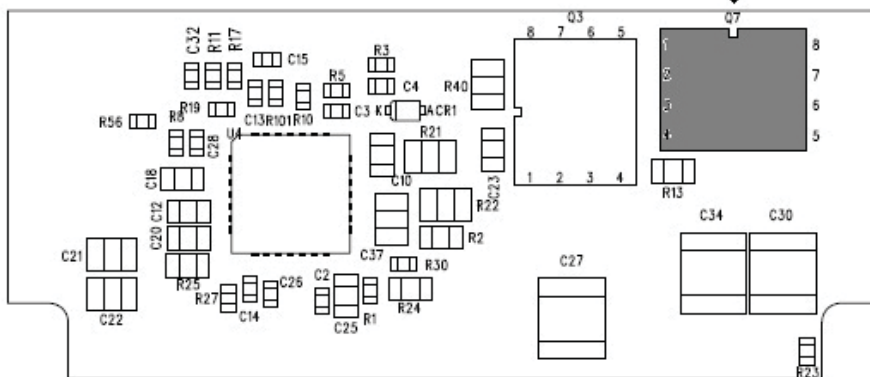 Q3
Q7
8 7 6 5
1
2
3
4
8
7
6
5
C32
R11
R17
C15
R3
R5
C4
R40
R19
C3
K
A
CR1
R56
R6
C28
C13
R101
R10
U4
R21
C18
C10
C23
1 2 3 4
R13
C12
R22
C20
R2
C34
C30
C21
C37
R25
R30
C27
R27
C26
C2
C22
C14
C25
R1
R24
R23